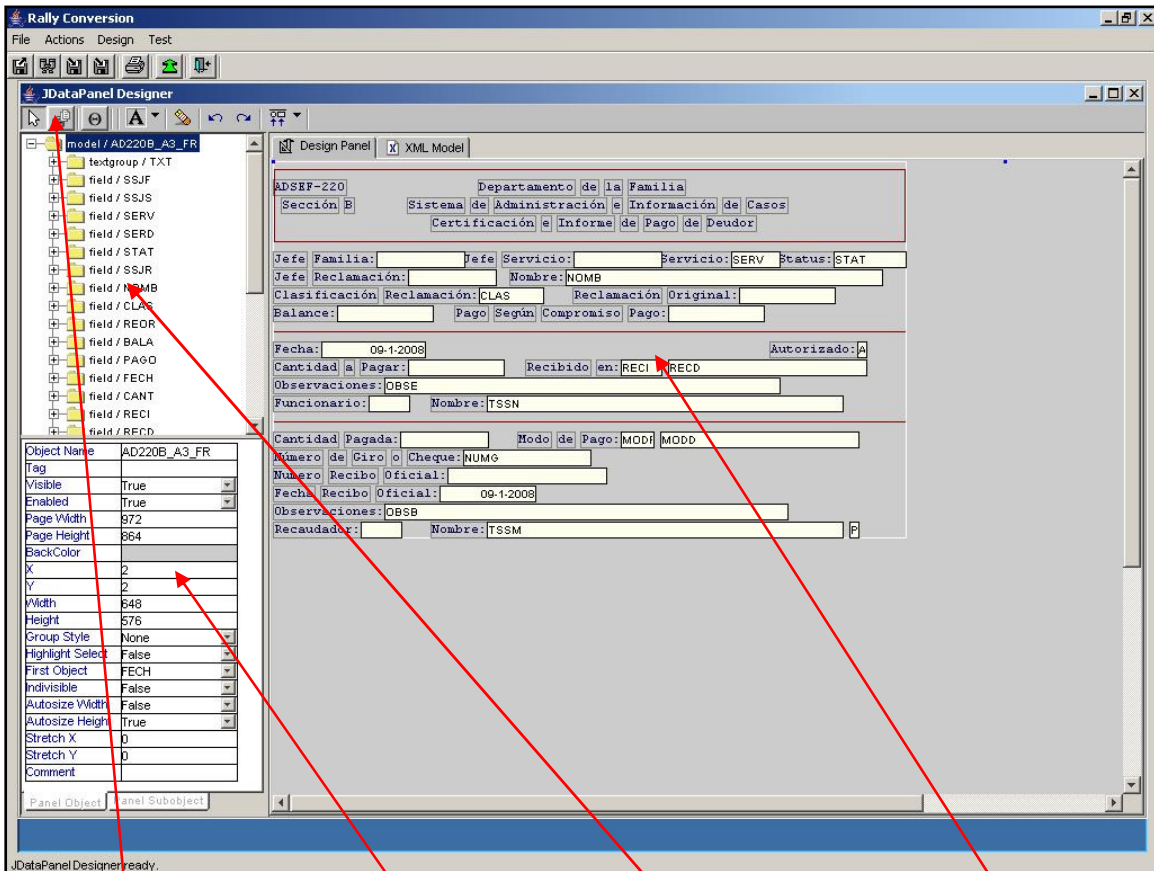 Rally Conversion
File Actions Design Test
JDataPanel Designer
A
model / AD220B_A3_FR
textgroup / TXT
field / SSJF
field / SSJS
field / SERV
field / SERD
field / STAT
field / SSJR
field / NOMB
field / CLAS
field / REOR
field / BALA
field / PAGO
field / FECH
field / CANT
field / RECI
field / RECD
Object Name AD220B_A3_FR
Tag
Visible True
Enabled True
Page Width 972
Page Height 864
BackColor
X 2
Y 2
Width 648
Height 576
Group Style None
Highlight Select False
First Object FECH
Indivisible False
Autosize Width False
Autosize Height True
Stretch X 0
Stretch Y 0
Comment
Panel Object Panel Subobject
Design Panel X XML Model
ADSEF-220 Departamento de la Familia
Sección B Sistema de Administración e Información de Casos
Certificación e Informe de Pago de Deudor
Jefe Familia: Jefe Servicio: Servicio: SERV Status: STAT
Jefe Reclamación: Nombre: NOMB
Clasificación Reclamación: CLAS Reclamación Original:
Balance: Pago Según Compromiso Pago:
Fecha: 09-1-2008 Autorizado: A
Cantidad a Pagar: Recibido en: RECI RECD
Observaciones: OBSE
Funcionario: Nombre: TSSN
Cantidad Pagada: Modo de Pago: MODF MODD
Número de Giro o Cheque: NUMG
Numero Recibo Oficial:
Fecha Recibo Oficial: 09-1-2008
Observaciones: OBSB
Recaudador: Nombre: TSSM P
JDataPanel Designer ready.